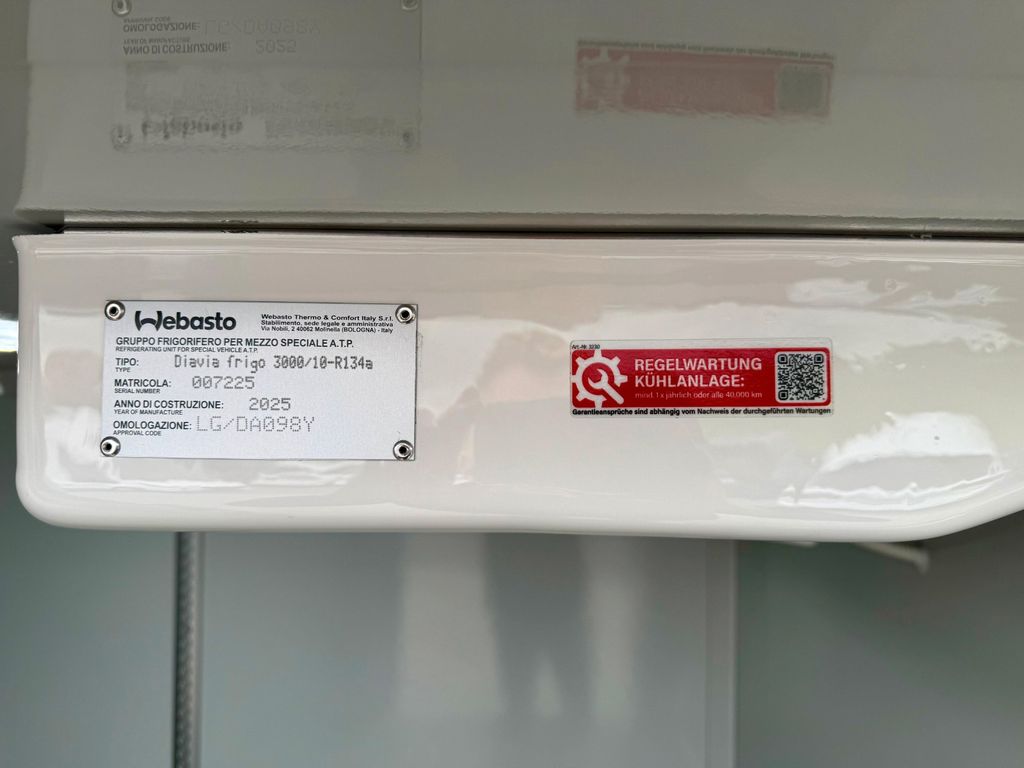 Webasto
Webasto Thermo & Comfort Italy S.r.l.
Stabilimento, sede legale e amministrativa
Via Nobili, 2 40062 Molinella (BOLOGNA) - Italy
GRUPPO FRIGORIFERO PER MEZZO SPECIALE A.T.P.
REFRIGERATING UNIT FOR SPECIAL VEHICLE A.T.P.
TIPO: Diavia frigo 3000/10-R134a
TYPE
MATRICOLA: 007225
SERIAL NUMBER
ANNO DI COSTRUZIONE: 2025
YEAR OF MANUFACTURE
OMOLOGAZIONE: LG/DA098Y
APPROVAL CODE
Art.-Nr. 3230
REGELWARTUNG
KÜHLANLAGE:
mind. 1 x jährlich oder alle 40.000 km
Garantieansprüche sind abhängig vom Nachweis der durchgeführten Wartungen